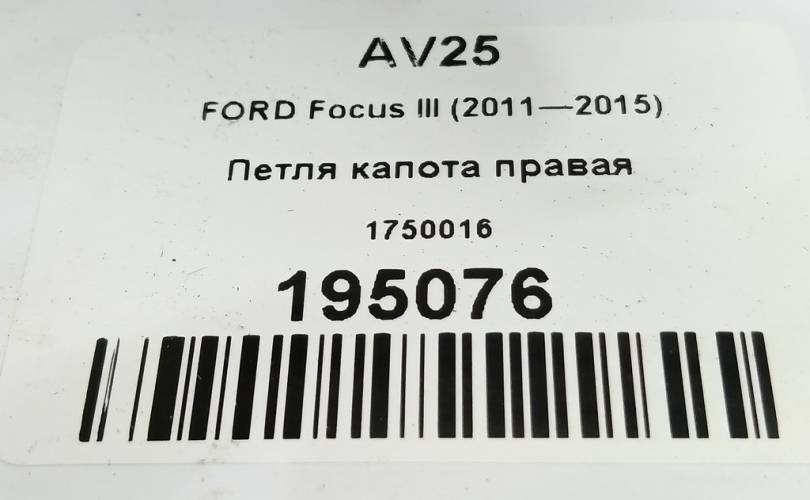 AV25
FORD Focus III (2011—2015)
Петля капота правая
1750016
195076